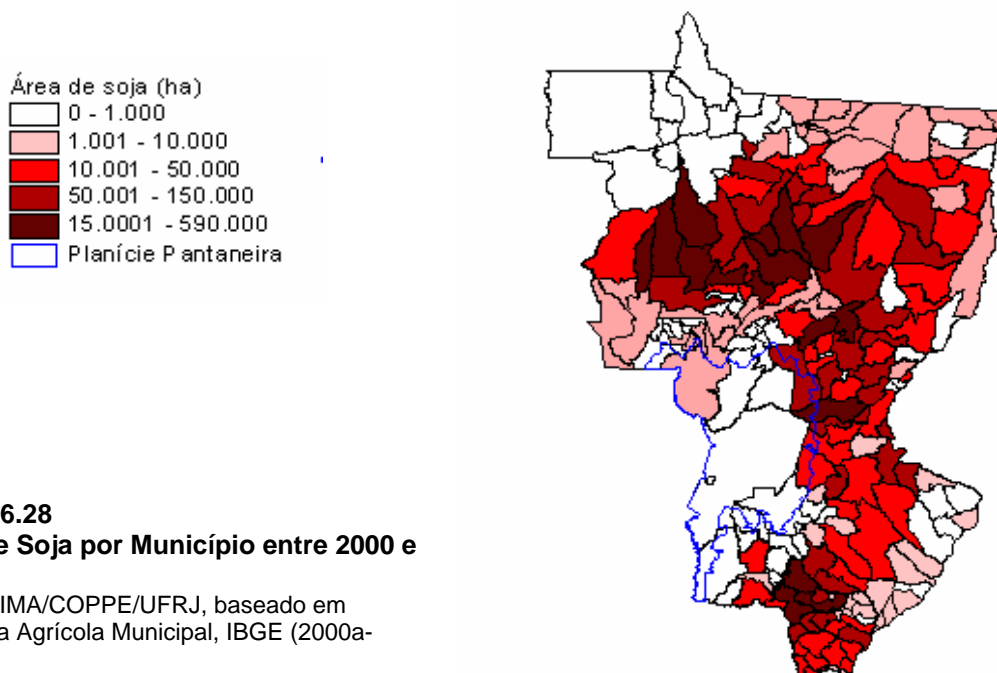 Área de soja (ha)
0 - 1.000
1.001 - 10.000
10.001 - 50.000
50.001 - 150.000
15.0001 - 590.000
Planície Pantaneira
6.28
e Soja por Município entre 2000 e
IMA/COPPE/UFRJ, baseado em
a Agrícola Municipal, IBGE (2000a-